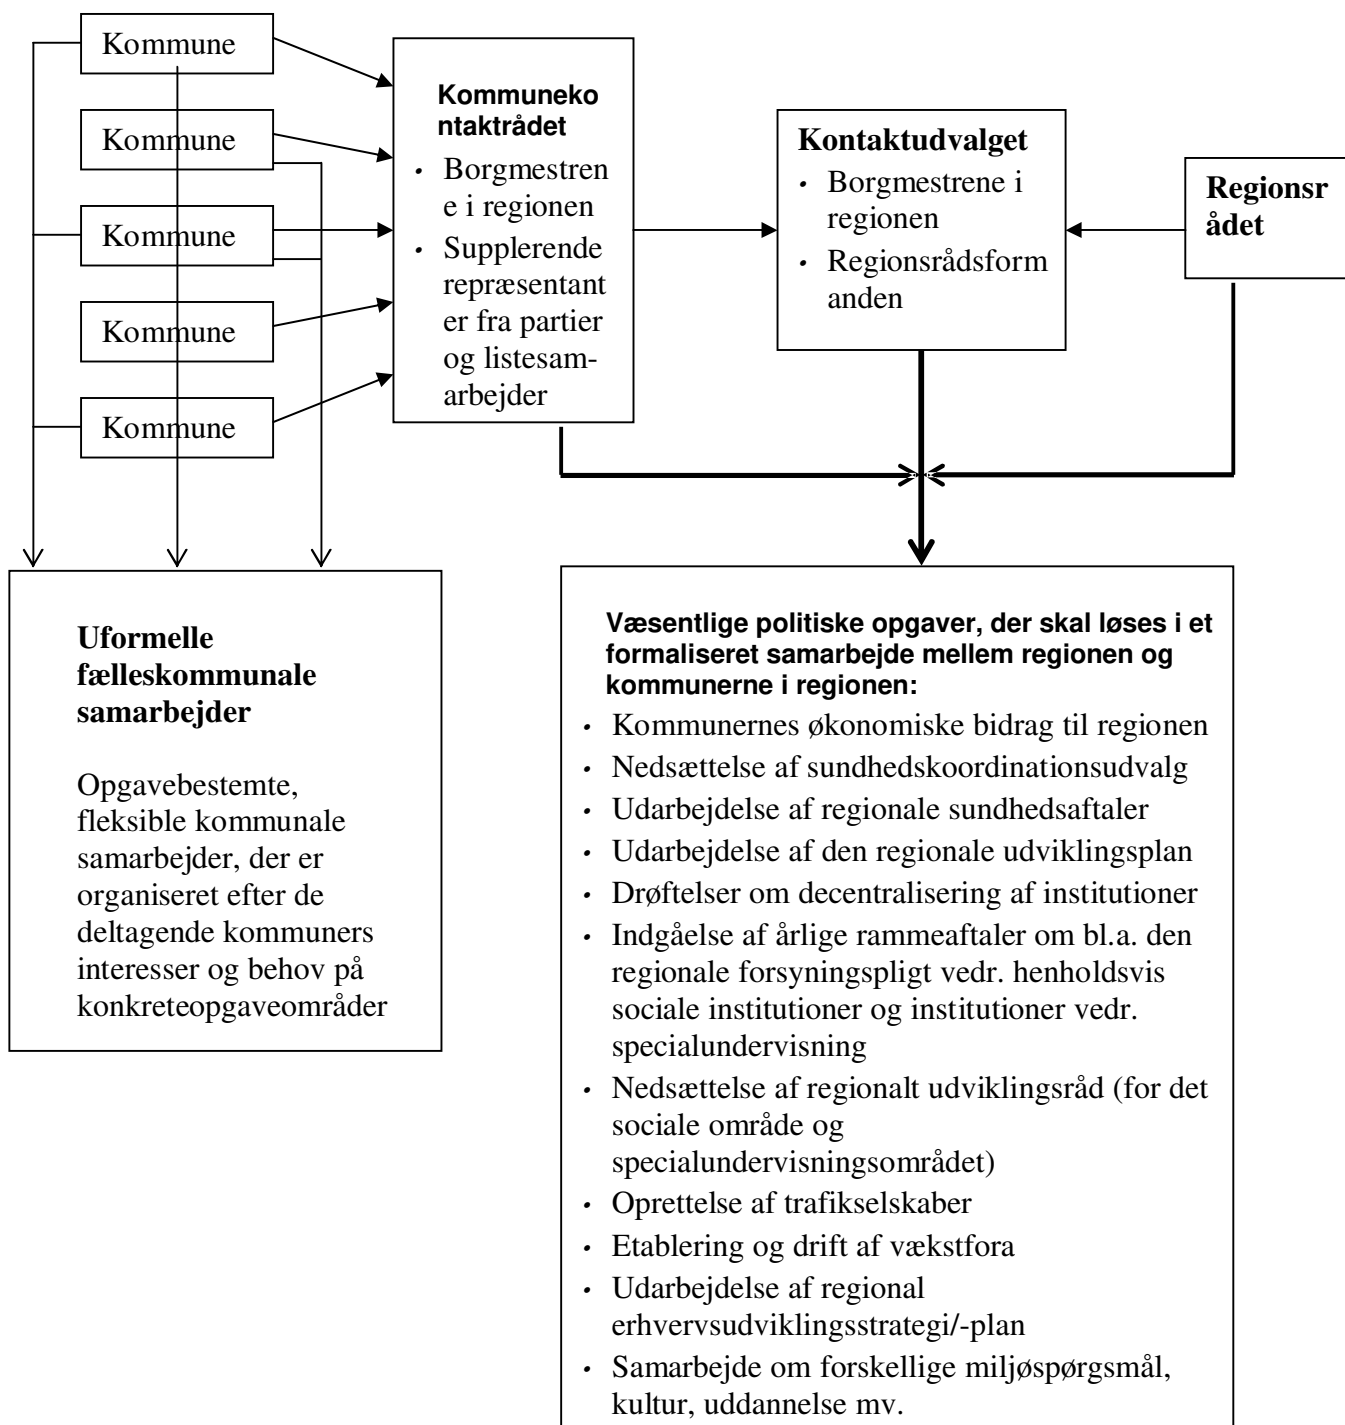 Kommune
Kommune
Kommune
Kommune
Kommune
Kommuneko
ntaktrådet
· Borgmestren
e i regionen
· Supplerende
repræsentant
er fra partier
og listesam-
arbejder
Kontaktudvalget
· Borgmestrene i
regionen
· Regionsrådsform
anden
Regionsr
ådet
Uformelle
fælleskommunale
samarbejder
Opgavebestemte,
fleksible kommunale
samarbejder, der er
organiseret efter de
deltagende kommuners
interesser og behov på
konkreteopgaveområder
Væsentlige politiske opgaver, der skal løses i et
formaliseret samarbejde mellem regionen og
kommunerne i regionen:
· Kommunernes økonomiske bidrag til regionen
· Nedsættelse af sundhedskoordinationsudvalg
· Udarbejdelse af regionale sundhedsaftaler
· Udarbejdelse af den regionale udviklingsplan
· Drøftelser om decentralisering af institutioner
· Indgåelse af årlige rammeaftaler om bl.a. den
regionale forsyningspligt vedr. henholdsvis
sociale institutioner og institutioner vedr.
specialundervisning
· Nedsættelse af regionalt udviklingsråd (for det
sociale område og
specialundervisningsområdet)
· Oprettelse af trafikselskaber
· Etablering og drift af vækstfora
· Udarbejdelse af regional
erhvervsudviklingsstrategi/-plan
· Samarbejde om forskellige miljøspørgsmål,
kultur, uddannelse mv.